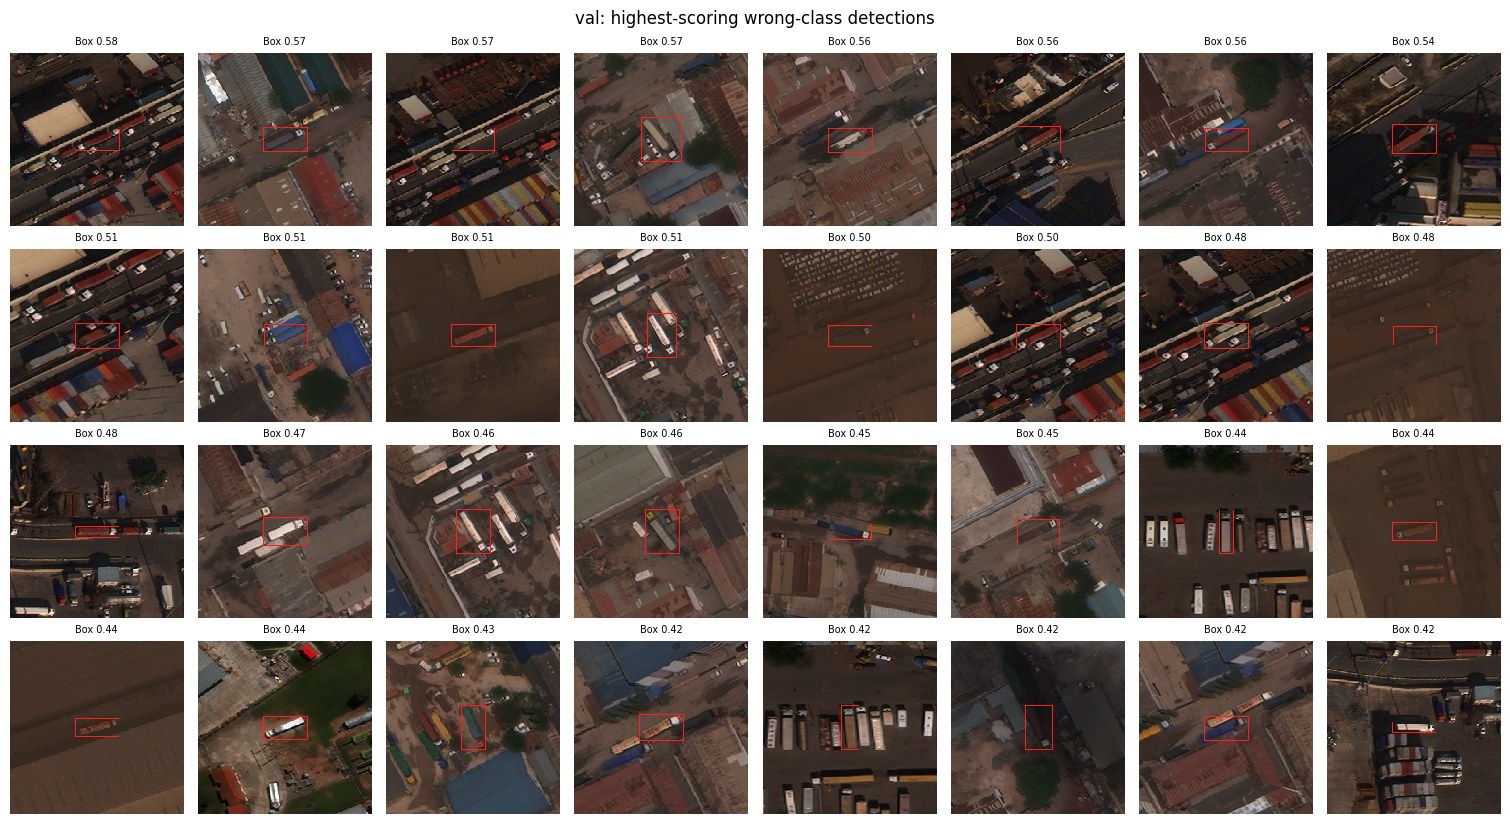 val: highest-scoring wrong-class detections
Box 0.58 Box 0.57 Box 0.57 Box 0.57 Box 0.56 Box 0.56 Box 0.56 Box 0.54
Box 0.51 Box 0.51 Box 0.51 Box 0.51 Box 0.50 Box 0.50 Box 0.48 Box 0.48
Box 0.48 Box 0.47 Box 0.46 Box 0.46 Box 0.45 Box 0.45 Box 0.44 Box 0.44
Box 0.44 Box 0.44 Box 0.43 Box 0.42 Box 0.42 Box 0.42 Box 0.42 Box 0.42